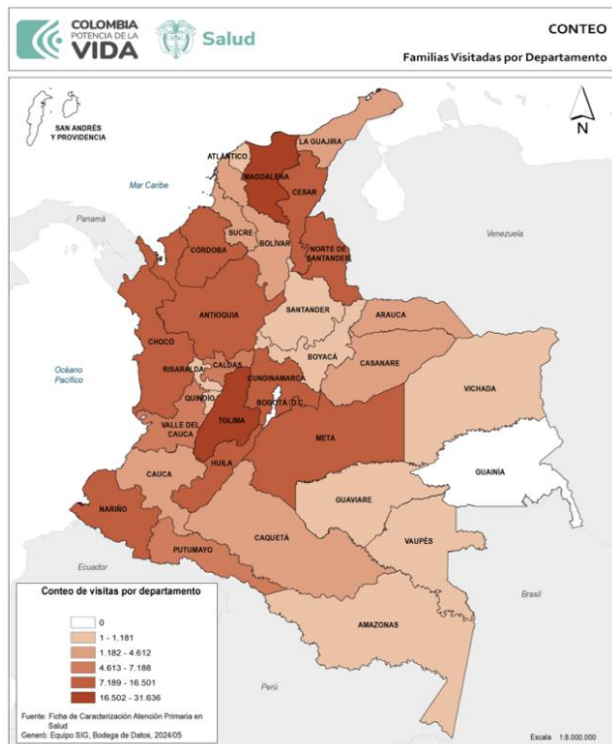 COLOMBIA
POTENCIA DE LA
VIDA
Salud
CONTEO
Familias Visitadas por Departamento
SAN ANDRÉS
Y PROVIDENCIA
N
LA GUAJIRA
ATLÁNTICO
MAGDALENA
CESAR
Mar Caribe
Panamá
SUCRE
BOLÍVAR
CÓRDOBA
NORTE DE
SANTANDER
Venezuela
ANTIOQUIA
SANTANDER
ARAUCA
CHOCÓ
BOYACÁ
CASANARE
RISARALDA
CALDAS
CUNDINAMARCA
VICHADA
Océano
Pacífico
QUINDÍO
BOGOTÁ D.C.
TOLIMA
VALLE DEL
CAUCA
META
HUILA
GUAINÍA
CAUCA
GUAVIARE
NARIÑO
CAQUETÁ
VAUPÉS
PUTUMAYO
Ecuador
Brasil
AMAZONAS
Perú
Conteo de visitas por departamento
0
1 - 1.181
1.182 - 4.612
4.613 - 7.188
7.189 - 16.501
16.502 - 31.636
Fuente: Ficha de Caracterización Atención Primaria en
Salud
Generó: Equipo SIG, Bodega de Datos, 2024/05
Escala 1:8.000.000